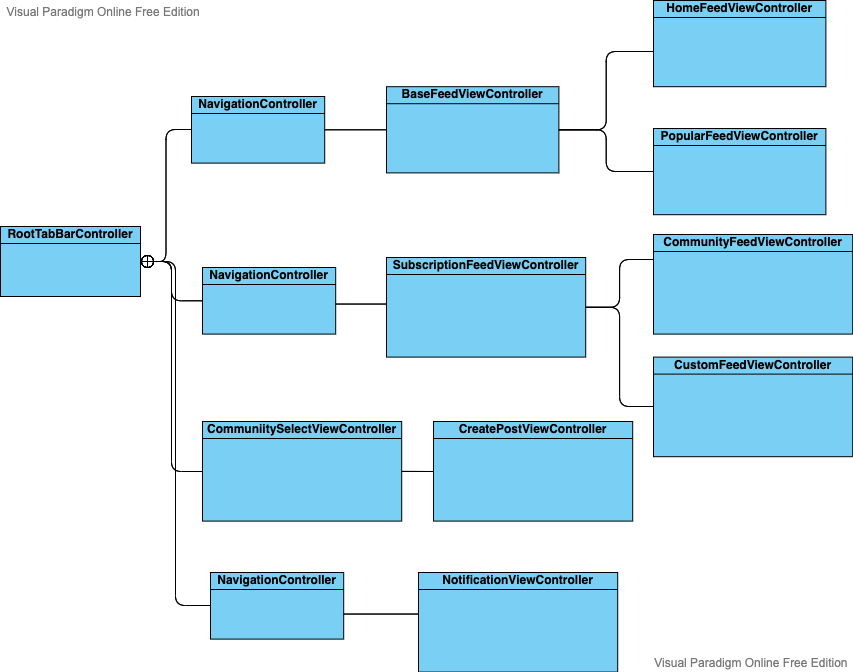 Visual Paradigm Online Free Edition
HomeFeedViewController
BaseFeedViewController
NavigationController
PopularFeedViewController
RootTabBarController
CommunityFeedViewController
SubscriptionFeedViewController
NavigationController
CustomFeedViewController
CommuniitySelectViewController
CreatePostViewController
NavigationController
NotificationViewController
Visual Paradigm Online Free Edition